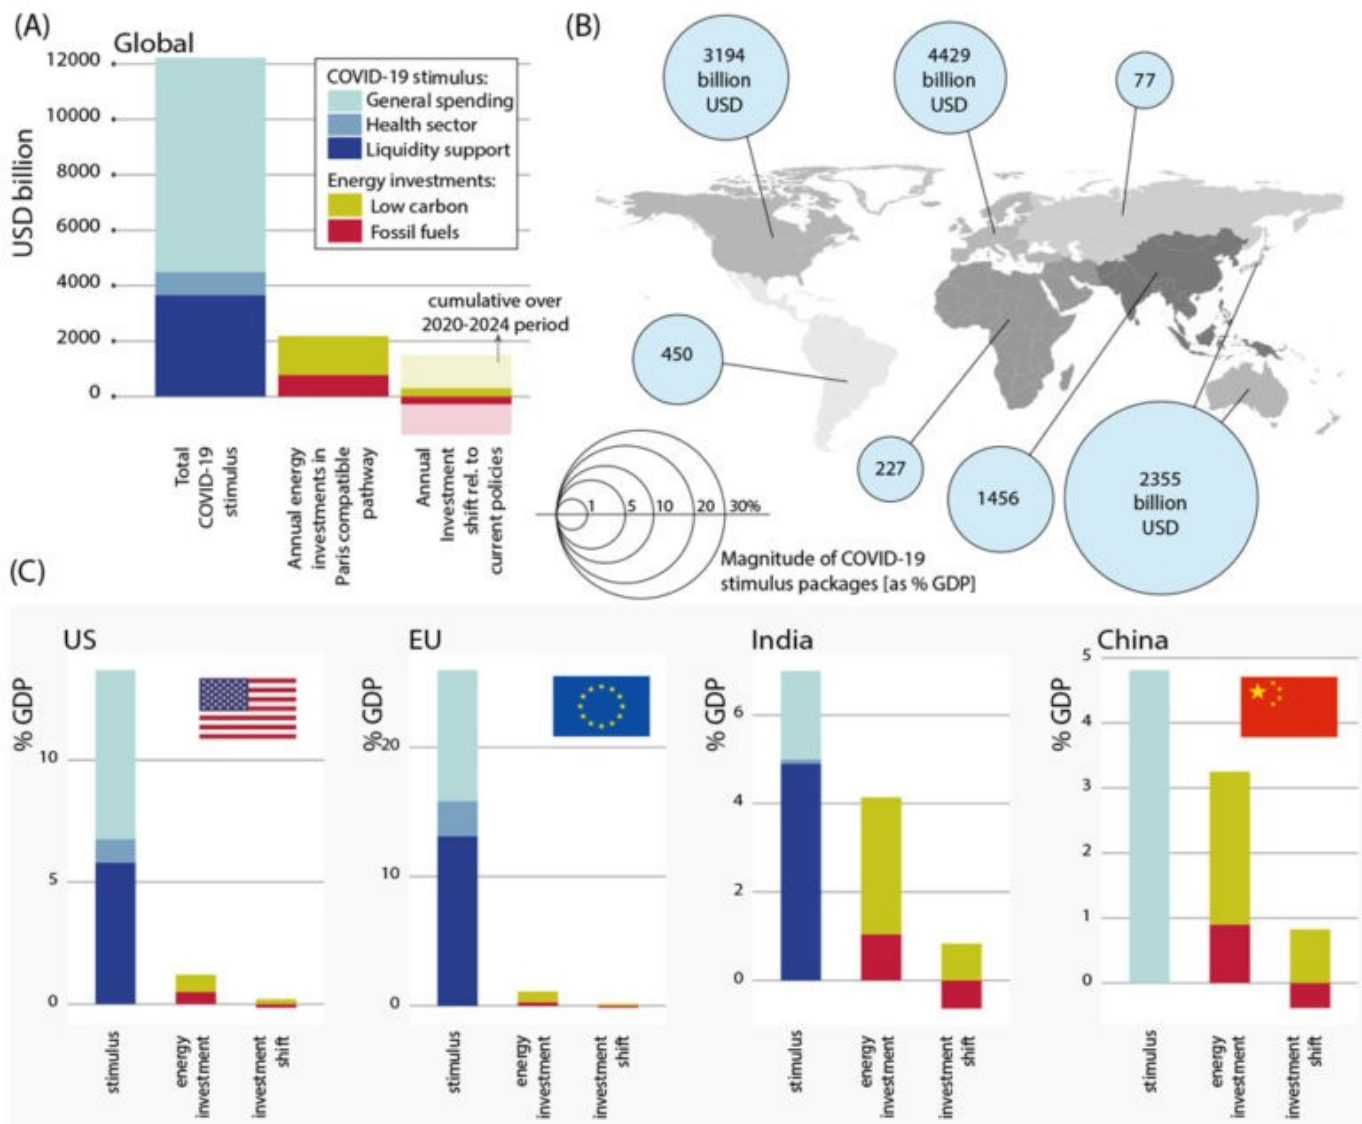 (A)
Global
USD billion
12000
10000
8000
6000
4000
2000
0
COVID-19 stimulus:
General spending
Health sector
Liquidity support
Energy investments:
Low carbon
Fossil fuels
cumulative over
2020-2024 period
Total
COVID-19
stimulus
Annual energy
investments in
Paris compatible
pathway
Annual
Investment
shift rel. to
current policies
(B)
3194
billion
USD
4429
billion
USD
77
450
227
1456
2355
billion
USD
1 5 10 20 30%
Magnitude of COVID-19
stimulus packages [as % GDP]
(C)
US
% GDP
10
5
0
stimulus
energy
investment
investment
shift
EU
% GDP
20
10
0
stimulus
energy
investment
investment
shift
India
% GDP
6
4
2
0
stimulus
energy
investment
investment
shift
China
% GDP
5
4
3
2
1
0
stimulus
energy
investment
investment
shift